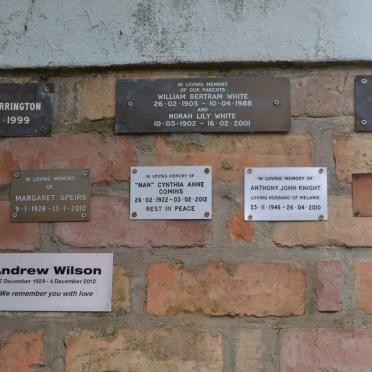 RRINGTON
- 1999
IN LOVING MEMORY
OF OUR PARENTS
WILLIAM BERTRAM WHITE
26·02·1905 - 10·04·1988
AND
NORAH LILY WHITE
10·05·1902 - 16·02·2001
IN LOVING MEMORY OF
MARGARET SPEIRS
9·1·1928 - 13·1·2010
IN LOVING MEMORY OF
"NAN" CYNTHIA ANNE
COMINS
26·02·1922 - 03·02·2012
REST IN PEACE
IN LOVING MEMORY OF
ANTHONY JOHN KNIGHT
LOVING HUSBAND OF MELANIE
23·11·1946 - 26·04·2010
Andrew Wilson
7 December 1929 - 4 December 2012
We remember you with love